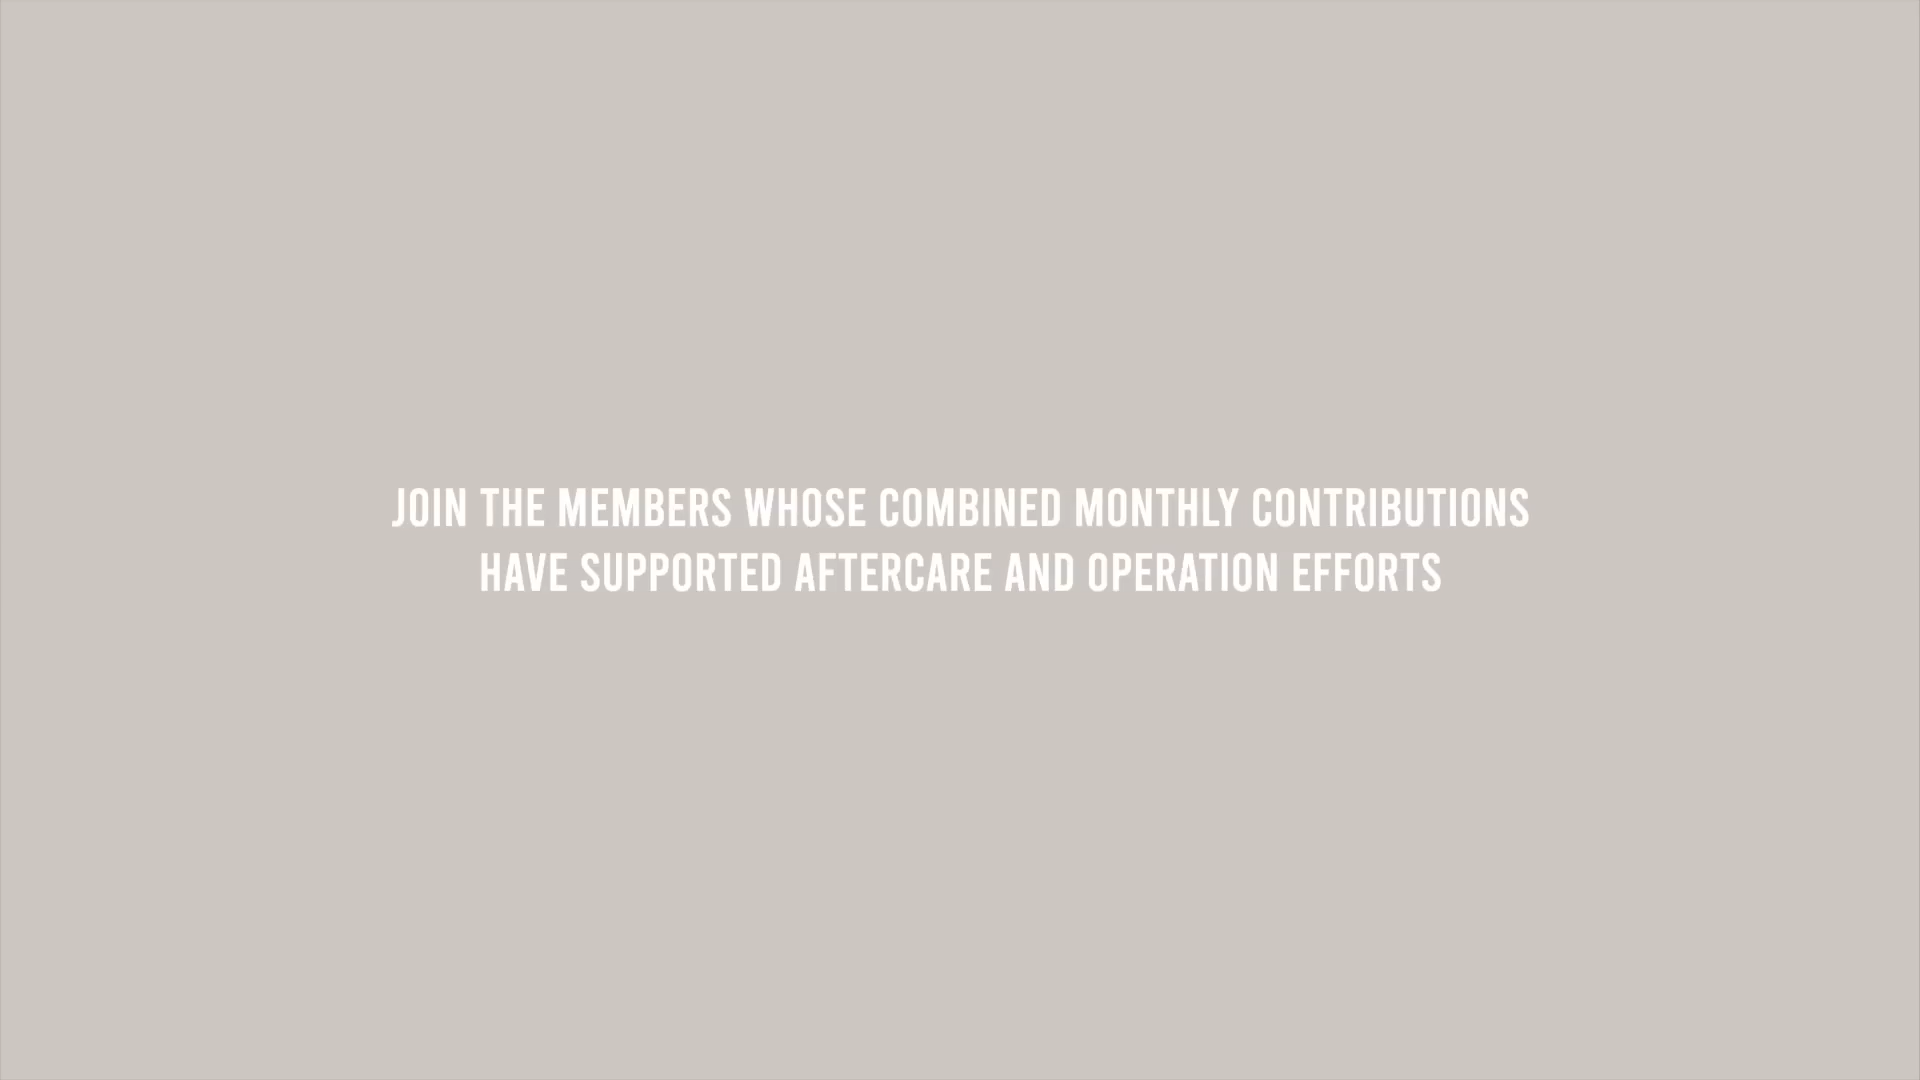 JOIN THE MEMBERS WHOSE COMBINED MONTHLY CONTRIBUTIONS
HAVE SUPPORTED AFTERCARE AND OPERATION EFFORTS